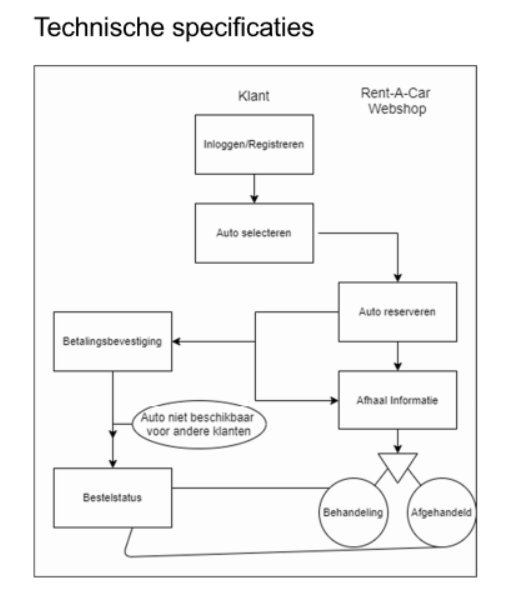 Technische specificaties
Klant
Rent-A-Car
Webshop
Inloggen/Registreren
Auto selecteren
Auto reserveren
Betalingsbevestiging
Afhaal Informatie
Auto niet beschikbaar
voor andere klanten
Bestelstatus
Behandeling
Afgehandeld